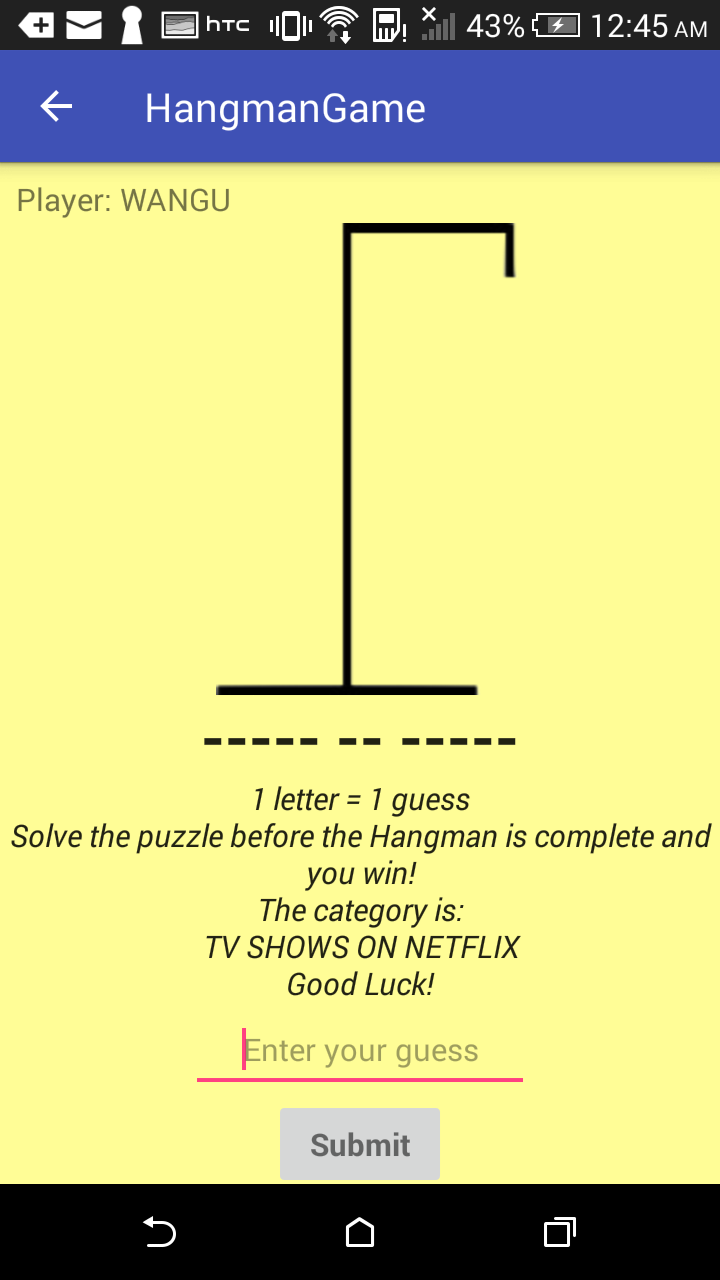 hTC 43% 12:45 AM
HangmanGame
Player: WANGU
----- -- -----
1 letter = 1 guess
Solve the puzzle before the Hangman is complete and
you win!
The category is:
TV SHOWS ON NETFLIX
Good Luck!
Enter your guess
Submit